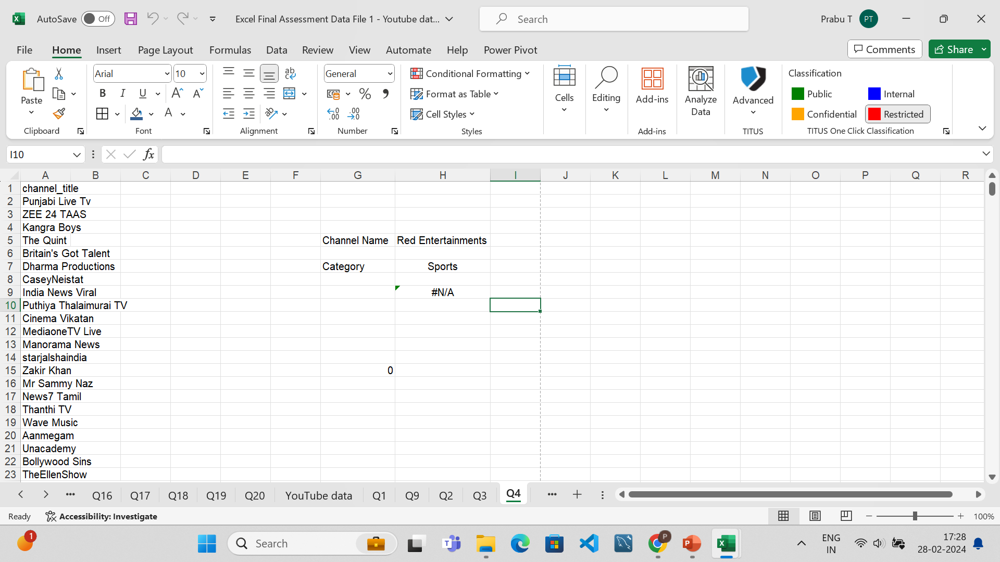 AutoSave Off Excel Final Assessment Data File 1 - Youtube dat... Search Prabu T PT
File Home Insert Page Layout Formulas Data Review View Automate Help Power Pivot Comments Share
Paste
Clipboard
Arial 10
B I U
A A
A
Font
ab
Alignment
General
% ,
Number
Conditional Formatting
Format as Table
Cell Styles
Styles
Cells
Editing
Add-ins
Add-ins
Analyze
Data
Advanced
TITUS
Classification
Public Internal
Confidential Restricted
TITUS One Click Classification
I10 fx
A B C D E F G H I J K L M N O P Q R
1 channel_title
2 Punjabi Live Tv
3 ZEE 24 TAAS
4 Kangra Boys
5 The Quint Channel Name Red Entertainments
6 Britain's Got Talent
7 Dharma Productions Category Sports
8 CaseyNeistat
9 India News Viral #N/A
10 Puthiya Thalaimurai TV
11 Cinema Vikatan
12 MediaoneTV Live
13 Manorama News
14 starjalshaindia
15 Zakir Khan 0
16 Mr Sammy Naz
17 News7 Tamil
18 Thanthi TV
19 Wave Music
20 Aanmegam
21 Unacademy
22 Bollywood Sins
23 TheEllenShow
... Q16 Q17 Q18 Q19 Q20 YouTube data Q1 Q9 Q2 Q3 Q4 ... +
Ready Accessibility: Investigate 100%
1 Search ENG
IN
17:28
28-02-2024